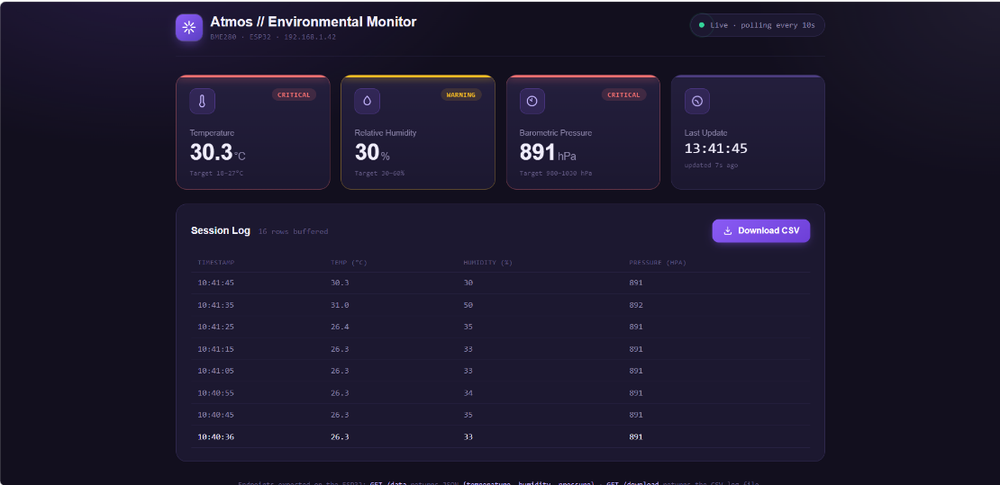 Atmos // Environmental Monitor
BME280 · ESP32 · 192.168.1.42
Live · polling every 10s
CRITICAL
Temperature
30.3°C
Target 18–27°C
WARNING
Relative Humidity
30%
Target 30–60%
CRITICAL
Barometric Pressure
891hPa
Target 980–1030 hPa
Last Update
13:41:45
updated 7s ago
Session Log 16 rows buffered
Download CSV
TIMESTAMP TEMP (°C) HUMIDITY (%) PRESSURE (HPA)
10:41:45 30.3 30 891
10:41:35 31.0 50 892
10:41:25 26.4 35 891
10:41:15 26.3 33 891
10:41:05 26.3 33 891
10:40:55 26.3 34 891
10:40:45 26.3 35 891
10:40:36 26.3 33 891
Endpoints expected on the ESP32: GET /data returns JSON {temperature, humidity, pressure} · GET /download returns the CSV log file